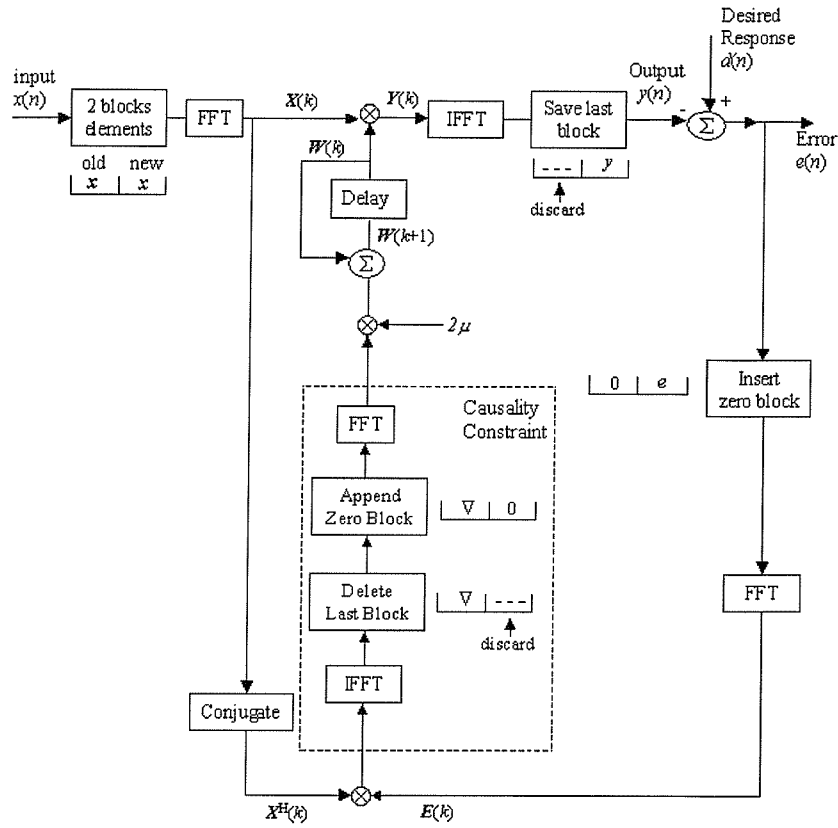 Desired
Response
d(n)
input
x(n)
2 blocks
elements
FFT
X(k)
Y(k)
IFFT
Save last
block
Output
y(n)
-
+
Σ
Error
e(n)
old new
x x
W(k)
--- y
discard
Delay
W(k+1)
Σ
2μ
0 e
Insert
zero block
Causality
Constraint
FFT
Append
Zero Block
∇ 0
Delete
Last Block
∇ ---
discard
FFT
IFFT
Conjugate
X^H(k)
E(k)